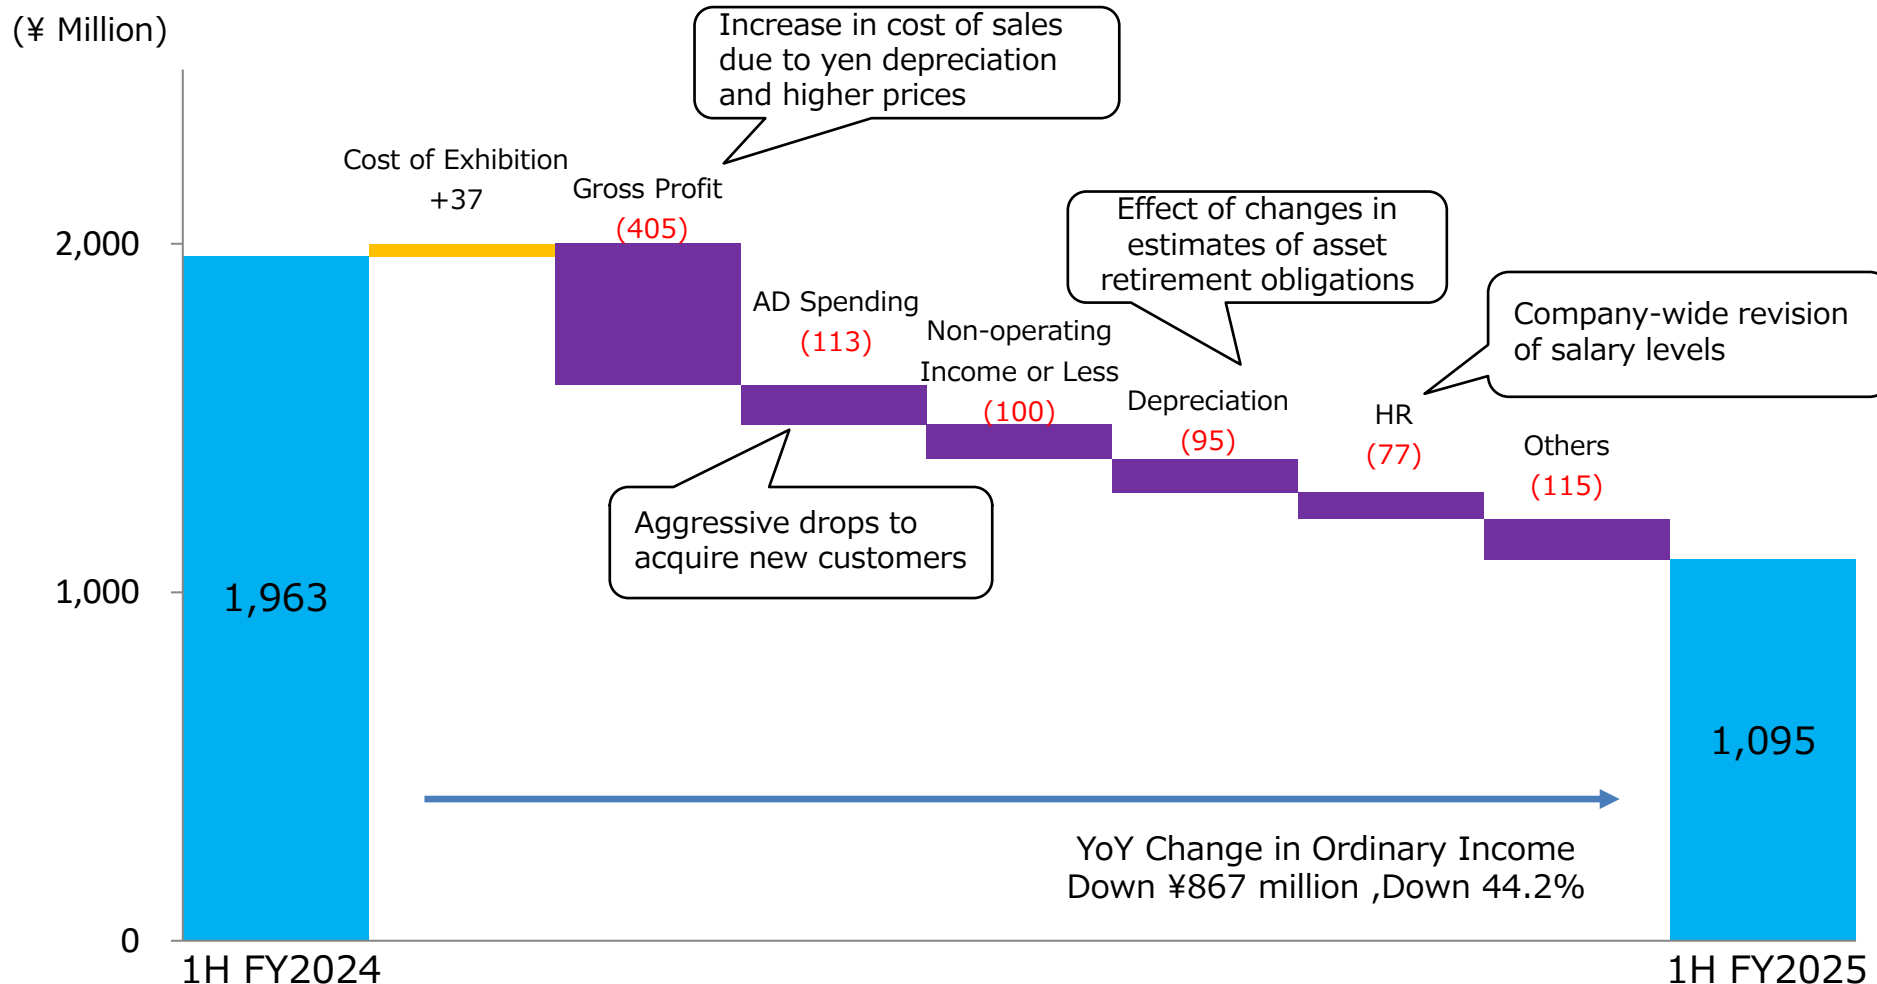 (¥ Million)
Increase in cost of sales
due to yen depreciation
and higher prices
Cost of Exhibition
+37
Gross Profit
(405)
Effect of changes in
estimates of asset
retirement obligations
2,000
AD Spending
(113)
Non-operating
Income or Less
(100)
Company-wide revision
of salary levels
Depreciation
(95)
HR
(77)
Others
(115)
Aggressive drops to
acquire new customers
1,000
1,963
1,095
YoY Change in Ordinary Income
Down ¥867 million ,Down 44.2%
0
1H FY2024
1H FY2025